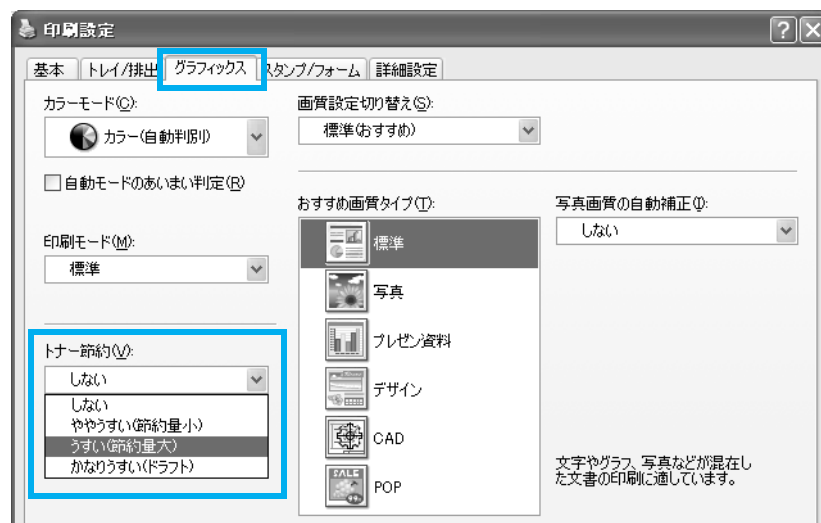 印刷設定
基本 トレイ/排出 グラフィックス スタンプ/フォーム 詳細設定
カラーモード(C):
カラー(自動判別)
自動モードのあいまい判定(R)
印刷モード(M):
標準
トナー節約(V):
しない
しない
ややうすい(節約量小)
うすい(節約量大)
かなりうすい(ドラフト)
画質設定切り替え(S):
標準(おすすめ)
おすすめ画質タイプ(T):
標準
写真
プレゼン資料
デザイン
CAD
SALE
POP
写真画質の自動補正(I):
しない
文字やグラフ、写真などが混在し
た文書の印刷に適しています。